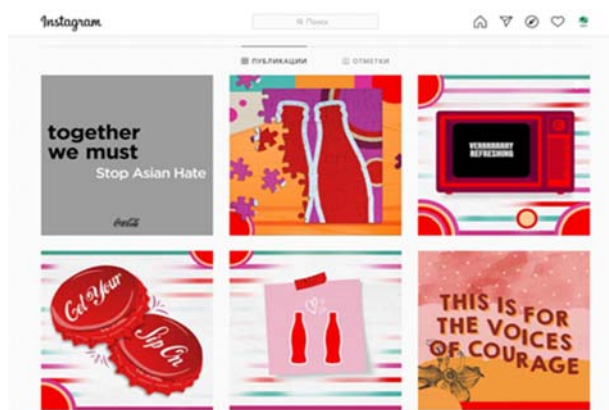 Instagram
Поиск
ПУБЛИКАЦИИ
ОТМЕТКИ
together
we must
Stop Asian Hate
Coca-Cola
VERRRRRRRY
REFRESHING
Get Your
Sip On
THIS IS FOR
THE VOICES
OF COURAGE